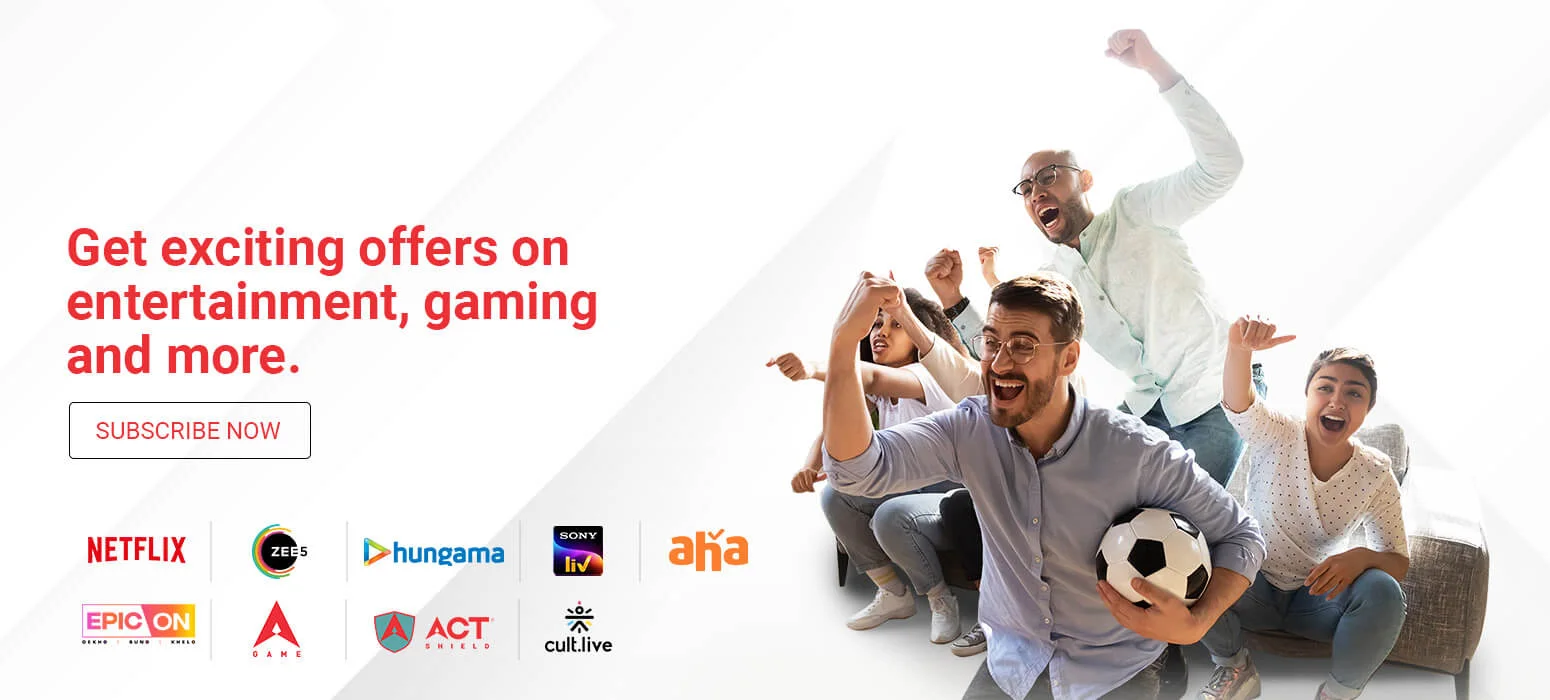 Get exciting offers on
entertainment, gaming
and more.
SUBSCRIBE NOW
NETFLIX
ZEE5
hungama
SONY
liv
aha
EPIC ON
DEKHO | SUNO | KHELO
GAME
ACT
SHIELD
cult.live